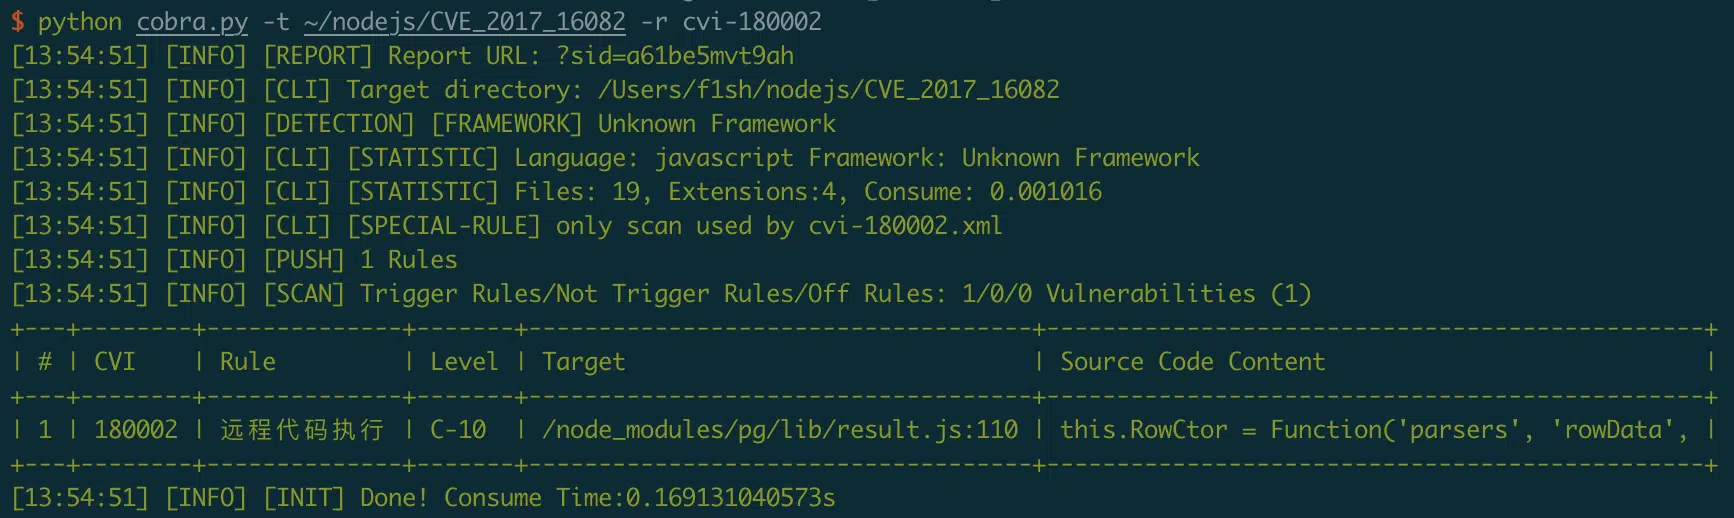 $ python cobra.py -t ~/nodejs/CVE_2017_16082 -r cvi-180002
[13:54:51] [INFO] [REPORT] Report URL: ?sid=a61be5mvt9ah
[13:54:51] [INFO] [CLI] Target directory: /Users/f1sh/nodejs/CVE_2017_16082
[13:54:51] [INFO] [DETECTION] [FRAMEWORK] Unknown Framework
[13:54:51] [INFO] [CLI] [STATISTIC] Language: javascript Framework: Unknown Framework
[13:54:51] [INFO] [CLI] [STATISTIC] Files: 19, Extensions:4, Consume: 0.001016
[13:54:51] [INFO] [CLI] [SPECIAL-RULE] only scan used by cvi-180002.xml
[13:54:51] [INFO] [PUSH] 1 Rules
[13:54:51] [INFO] [SCAN] Trigger Rules/Not Trigger Rules/Off Rules: 1/0/0 Vulnerabilities (1)
+---+--------+--------------+-------+------------------------------------+-----------------------------------------------+
| # | CVI | Rule | Level | Target | Source Code Content |
+---+--------+--------------+-------+------------------------------------+-----------------------------------------------+
| 1 | 180002 | 远程代码执行 | C-10 | /node_modules/pg/lib/result.js:110 | this.RowCtor = Function('parsers', 'rowData', |
+---+--------+--------------+-------+------------------------------------+-----------------------------------------------+
[13:54:51] [INFO] [INIT] Done! Consume Time:0.169131040573s